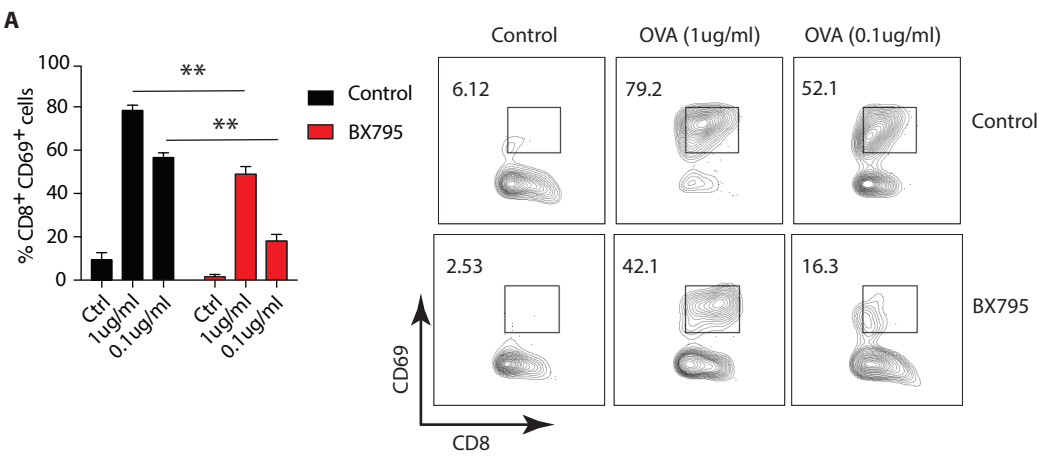 A
% CD8+ CD69+ cells
100
80
60
40
20
0
**
**
Ctrl
1ug/ml
0.1ug/ml
Ctrl
1ug/ml
0.1ug/ml
Control
BX795
Control
OVA (1ug/ml)
OVA (0.1ug/ml)
6.12
79.2
52.1
Control
2.53
42.1
16.3
BX795
CD69
CD8